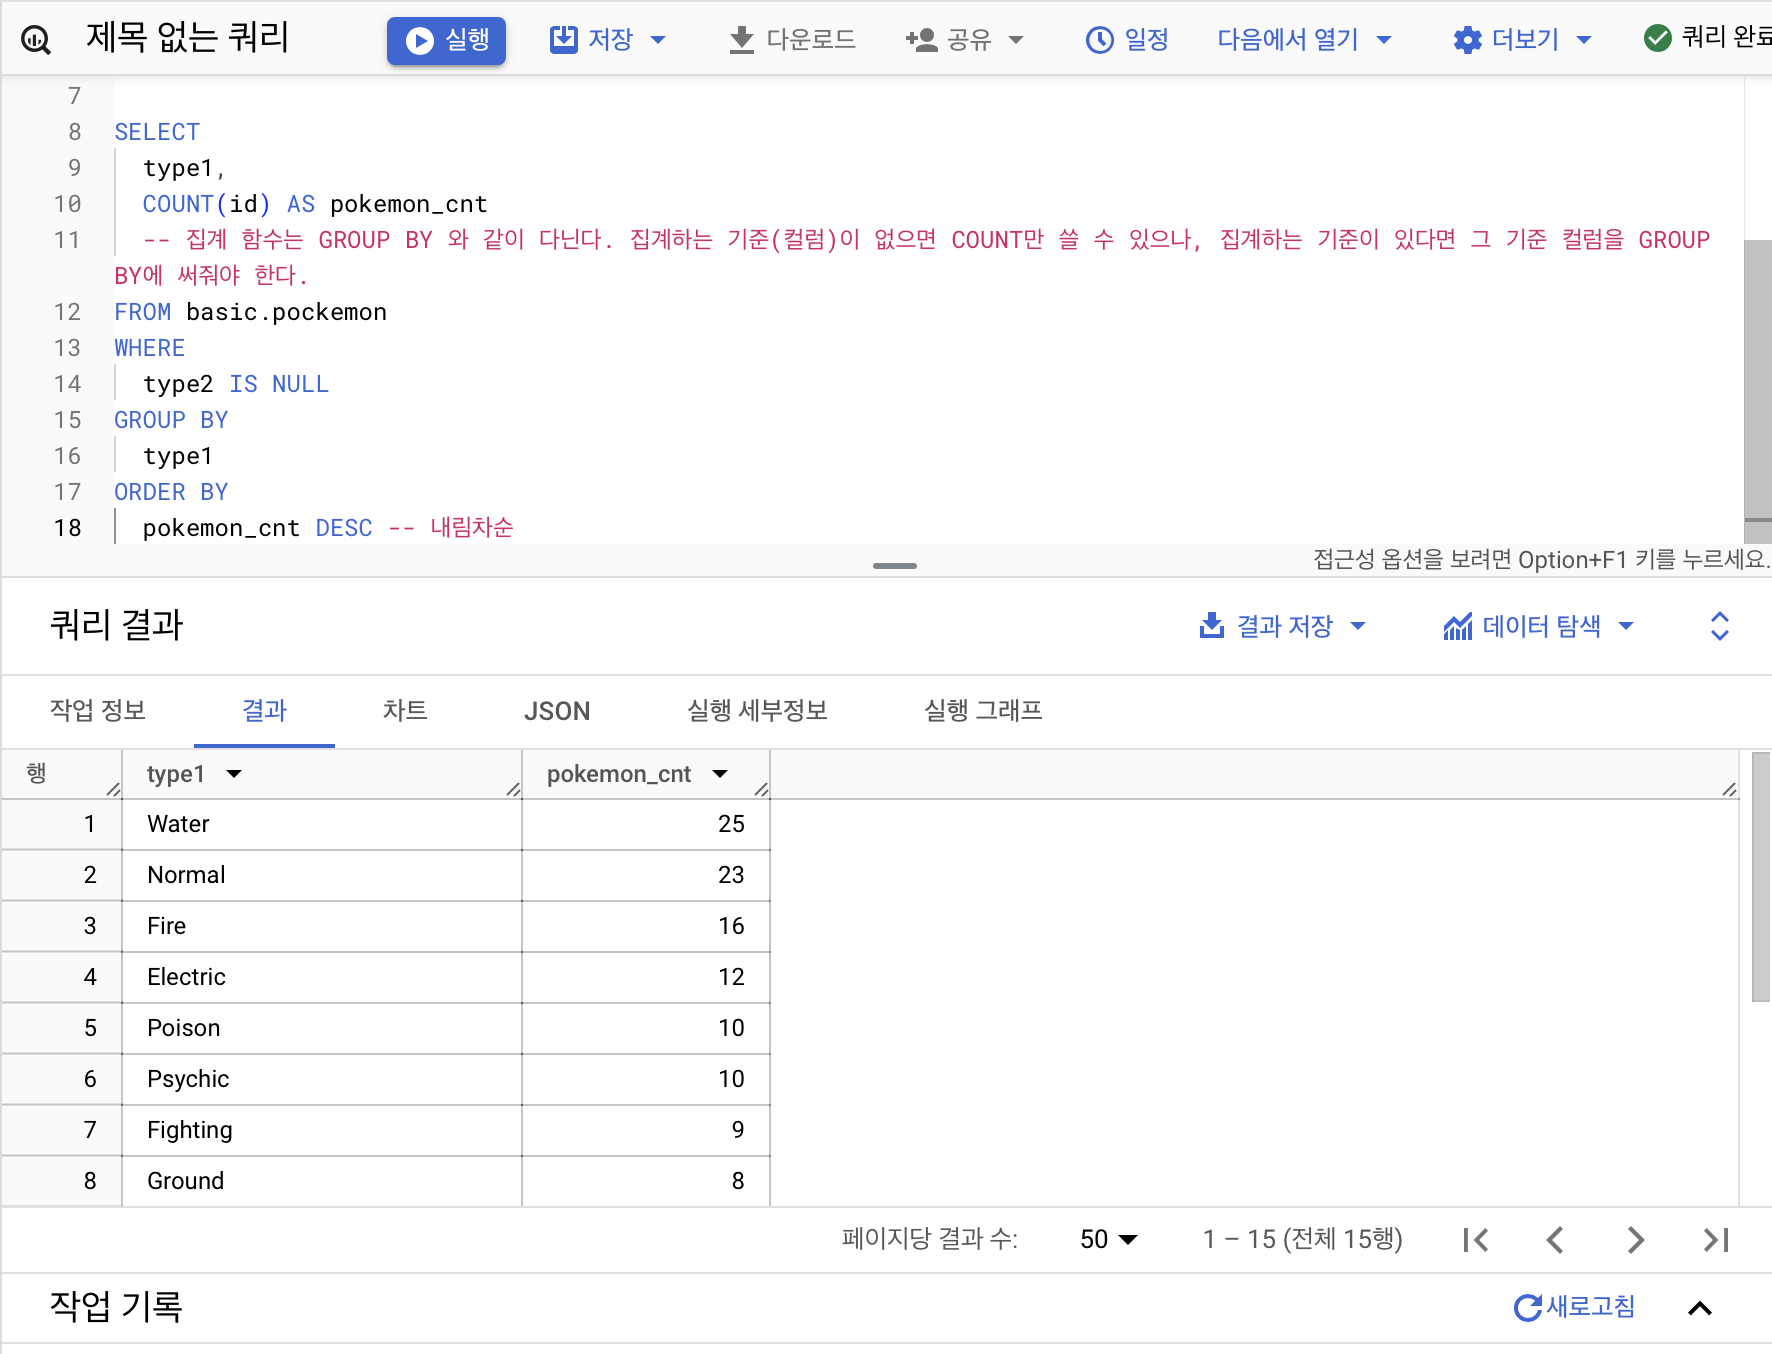 제목 없는 쿼리 실행 저장 다운로드 공유 일정 다음에서 열기 더보기 쿼리 완료
7
8 SELECT
9 type1,
10 COUNT(id) AS pokemon_cnt
11 -- 집계 함수는 GROUP BY 와 같이 다닌다. 집계하는 기준(컬럼)이 없으면 COUNT만 쓸 수 있으나, 집계하는 기준이 있다면 그 기준 컬럼을 GROUP
BY에 써줘야 한다.
12 FROM basic.pockemon
13 WHERE
14 type2 IS NULL
15 GROUP BY
16 type1
17 ORDER BY
18 pokemon_cnt DESC -- 내림차순
접근성 옵션을 보려면 Option+F1 키를 누르세요.
쿼리 결과 결과 저장 데이터 탐색
작업 정보 결과 차트 JSON 실행 세부정보 실행 그래프
행 type1 pokemon_cnt
1 Water 25
2 Normal 23
3 Fire 16
4 Electric 12
5 Poison 10
6 Psychic 10
7 Fighting 9
8 Ground 8
페이지당 결과 수: 50 1 – 15 (전체 15행)
작업 기록 새로고침